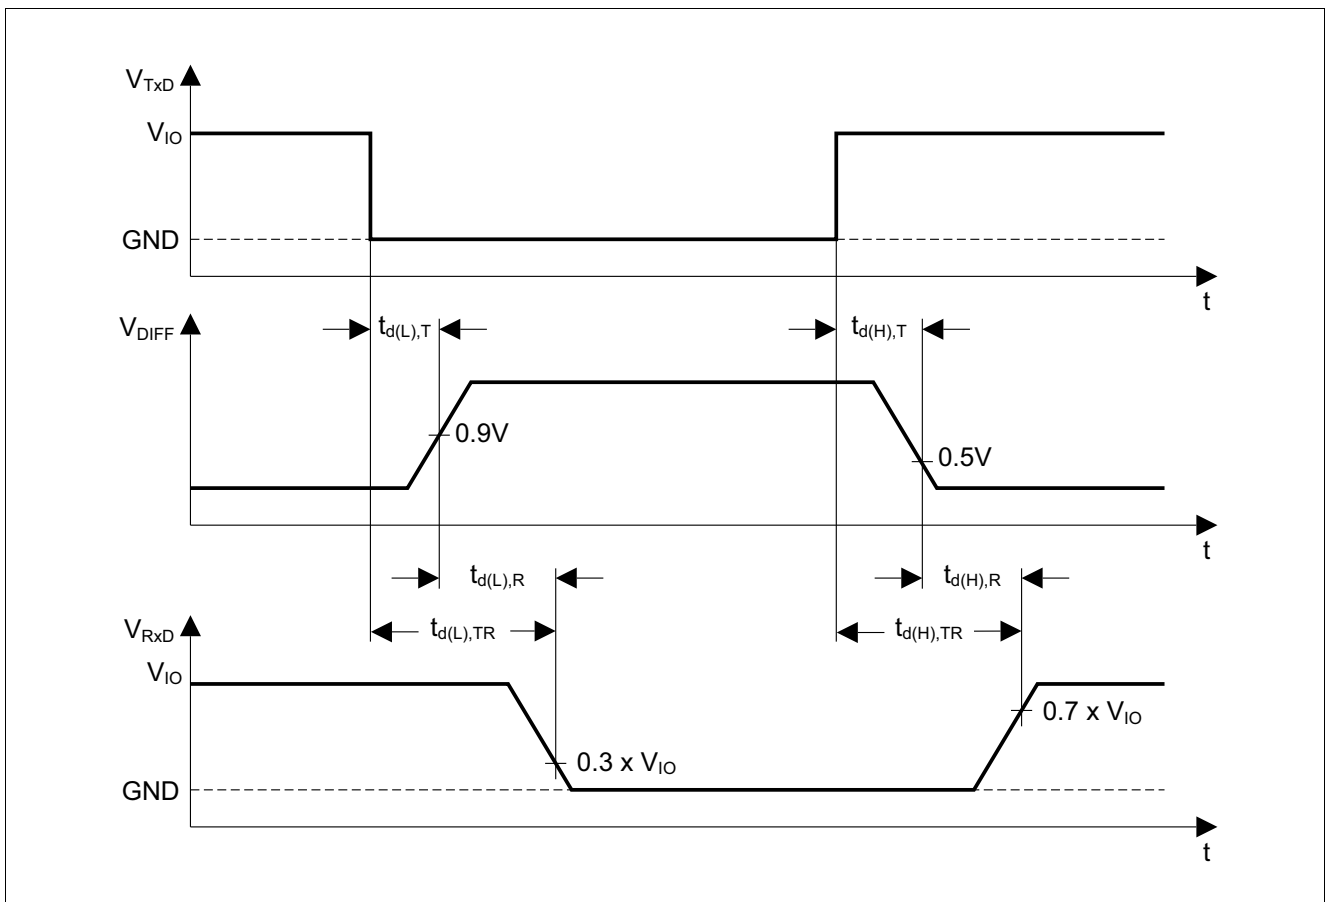 VTxD
VIO
GND
t
VDIFF
td(L),T
td(H),T
0.9V
0.5V
t
td(L),R
td(H),R
VRxD
td(L),TR
td(H),TR
VIO
0.7 x VIO
0.3 x VIO
GND
t